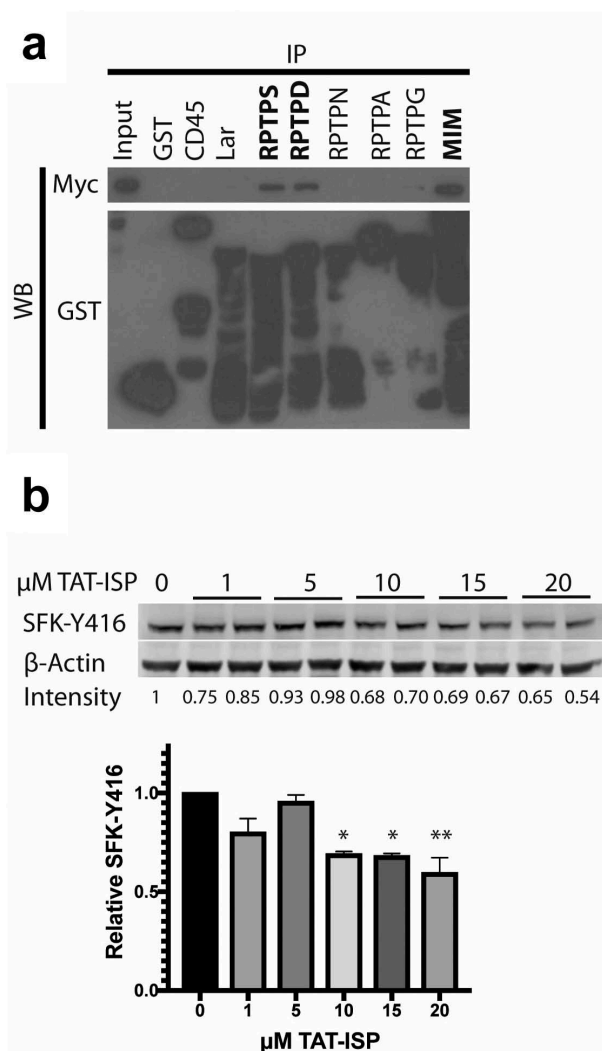 a
IP
Input GST CD45 Lar RPTPS RPTPD RPTPN RPTPA RPTPG MIM
WB
Myc
GST
b
µM TAT-ISP 0 1 5 10 15 20
SFK-Y416
β-Actin
Intensity 1 0.75 0.85 0.93 0.98 0.68 0.70 0.69 0.67 0.65 0.54
Relative SFK-Y416
1.0
0.5
0.0
* * **
0 1 5 10 15 20
µM TAT-ISP